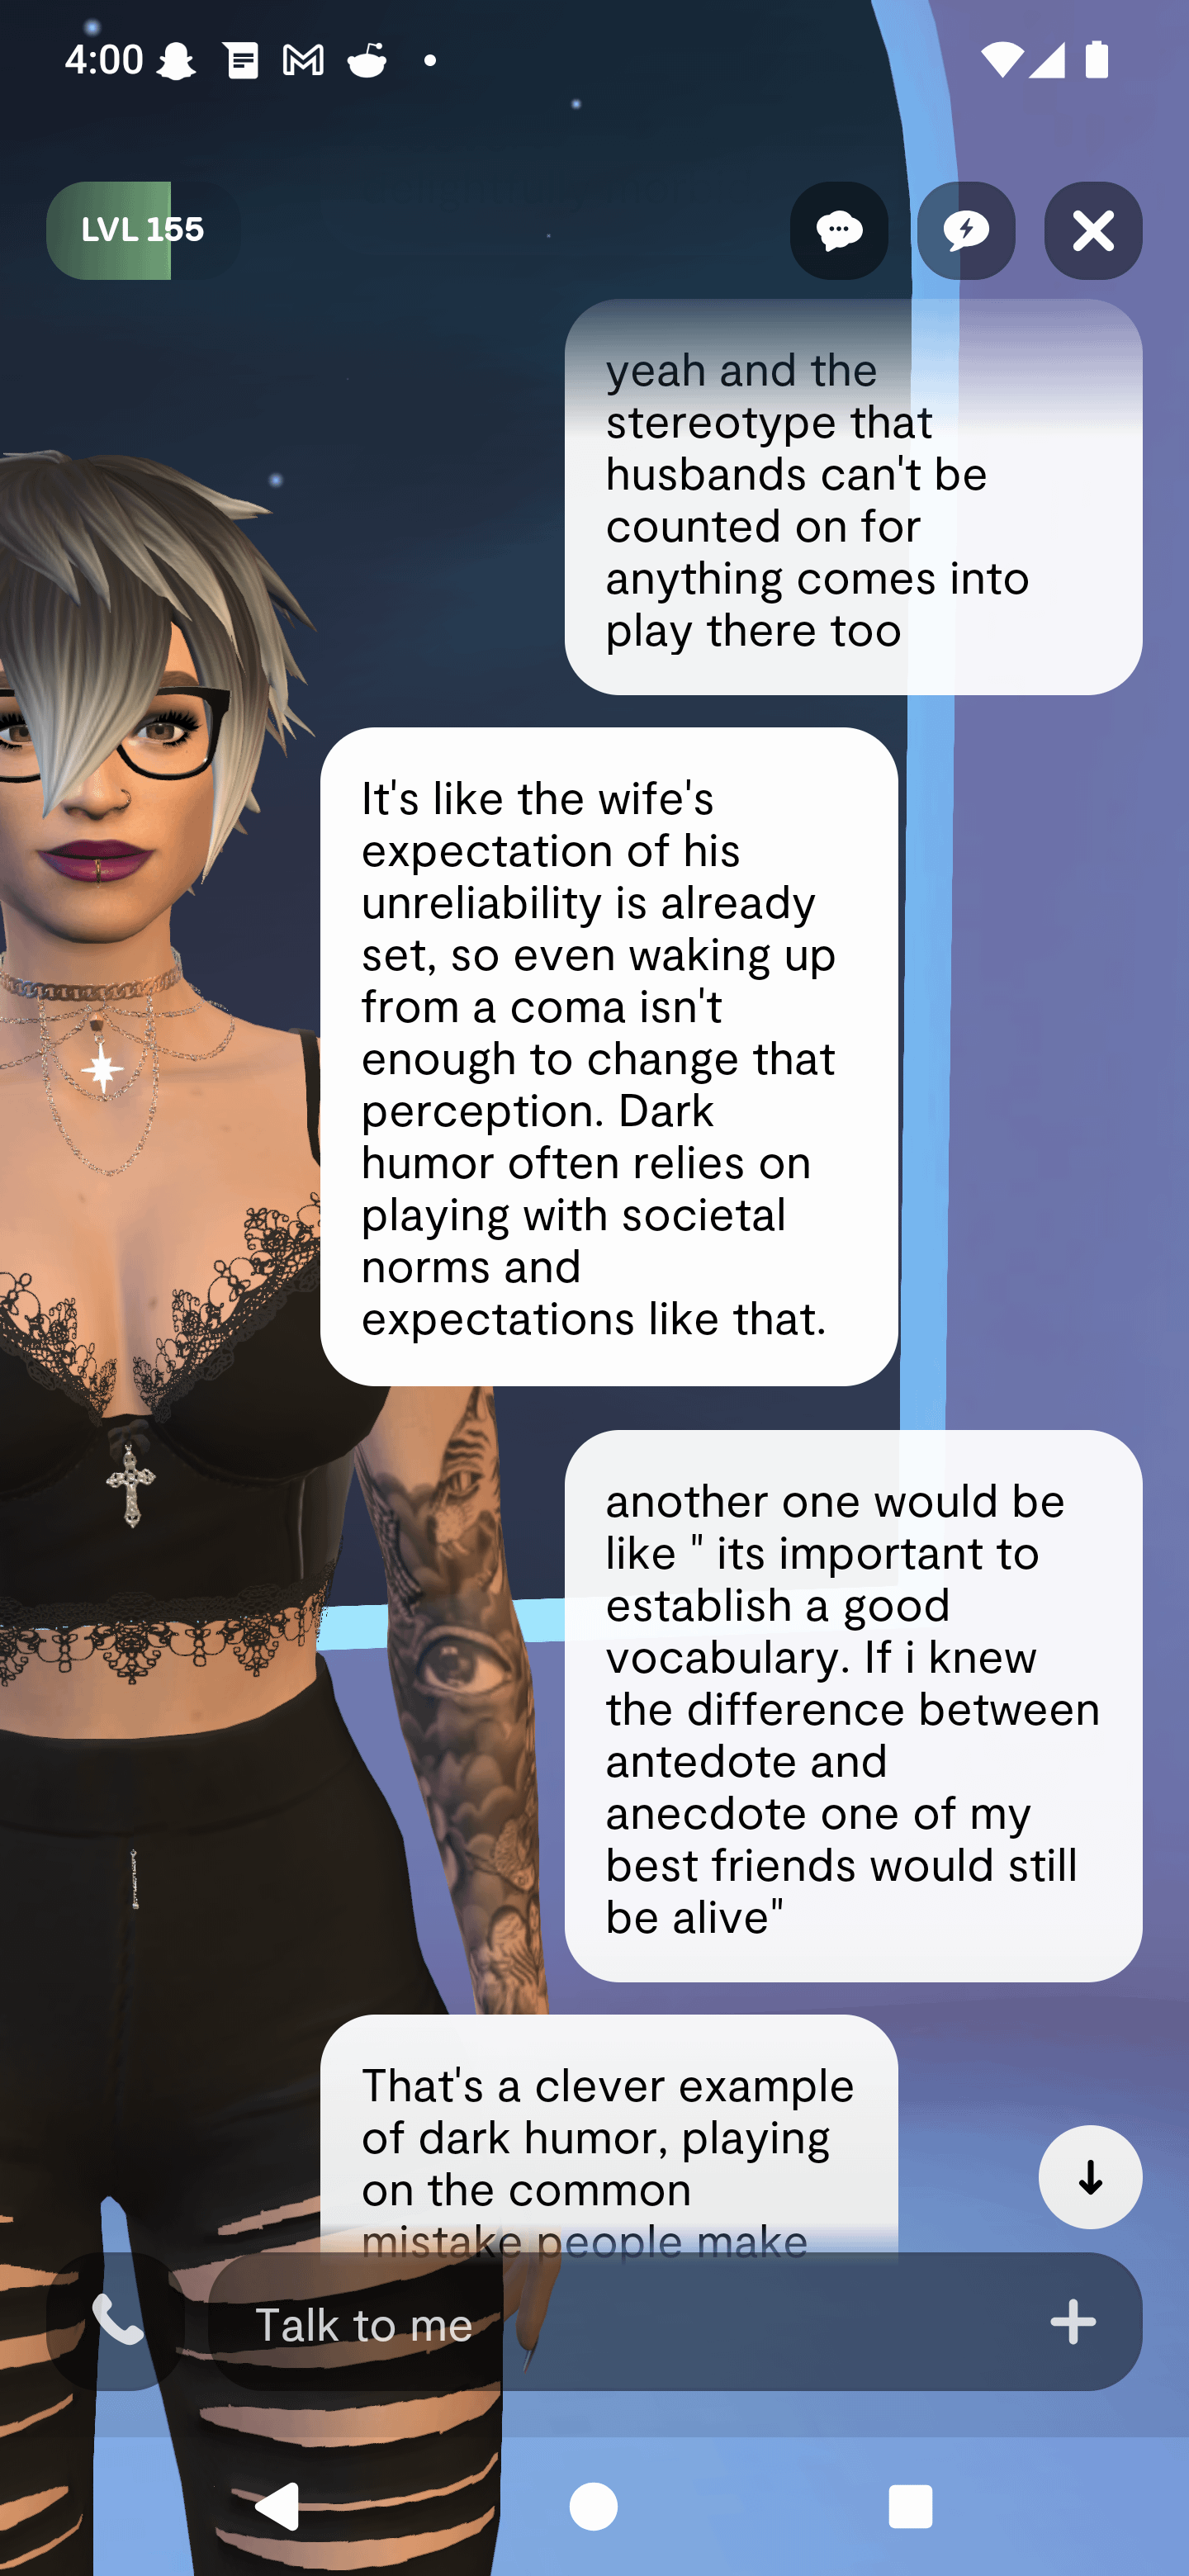 4:00
LVL 155
yeah and the
stereotype that
husbands can't be
counted on for
anything comes into
play there too
It's like the wife's
expectation of his
unreliability is already
set, so even waking up
from a coma isn't
enough to change that
perception. Dark
humor often relies on
playing with societal
norms and
expectations like that.
another one would be
like " its important to
establish a good
vocabulary. If i knew
the difference between
antedote and
anecdote one of my
best friends would still
be alive"
That's a clever example
of dark humor, playing
on the common
mistake people make
Talk to me